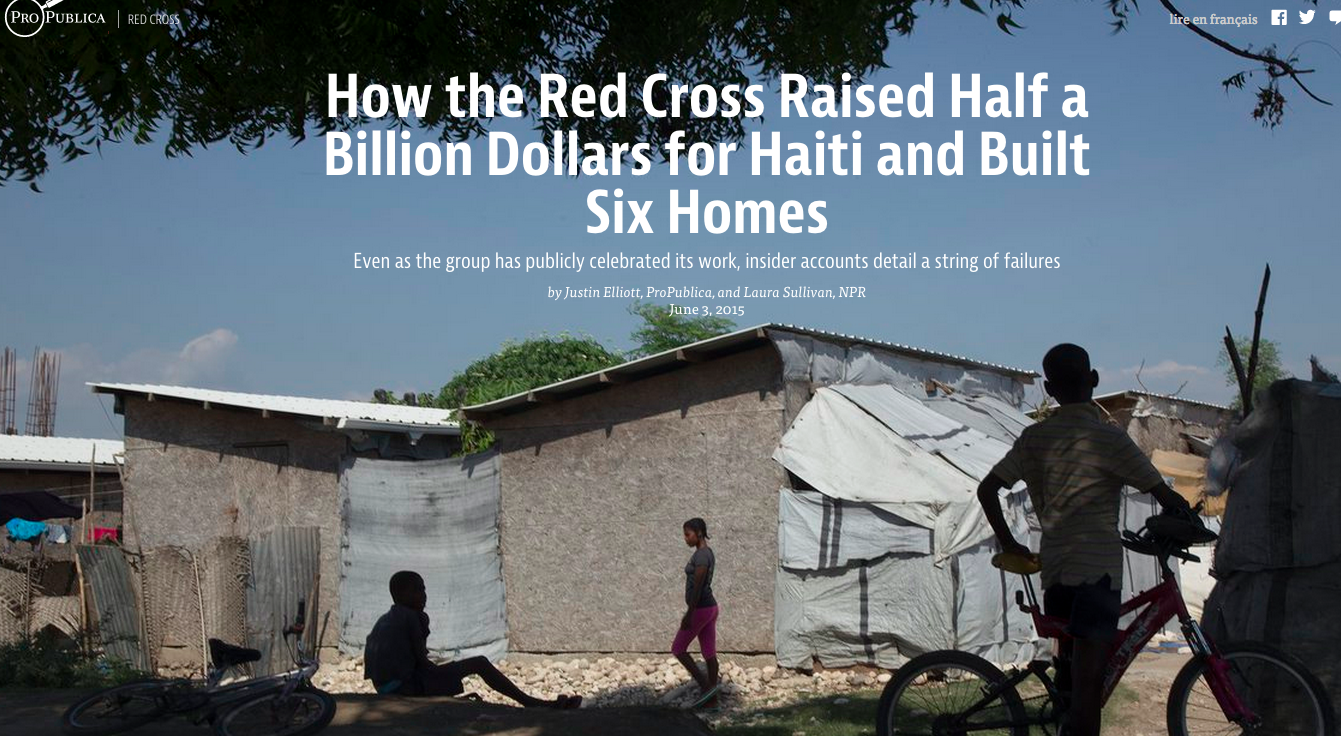 PROPUBLICA | RED CROSS
lire en français
How the Red Cross Raised Half a
Billion Dollars for Haiti and Built
Six Homes
Even as the group has publicly celebrated its work, insider accounts detail a string of failures
by Justin Elliott, ProPublica, and Laura Sullivan, NPR
June 3, 2015